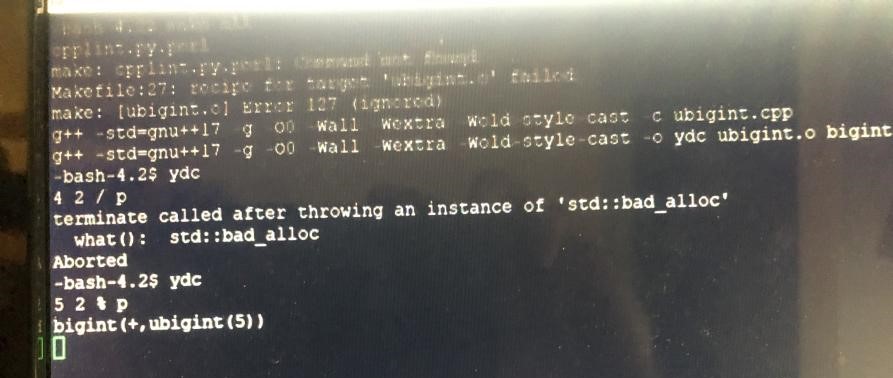 cpplint.py.perl
make: cpplint.py.perl: Command not found
Makefile:27: recipe for target 'ubigint.o' failed
make: [ubigint.o] Error 127 (ignored)
g++ -std=gnu++17 -g -O0 -Wall -Wextra -Wold-style-cast -c ubigint.cpp
g++ -std=gnu++17 -g -O0 -Wall -Wextra -Wold-style-cast -o ydc ubigint.o bigint
-bash-4.2$ ydc
4 2 / p
terminate called after throwing an instance of 'std::bad_alloc'
what(): std::bad_alloc
Aborted
-bash-4.2$ ydc
5 2 % p
bigint(+,ubigint(5))